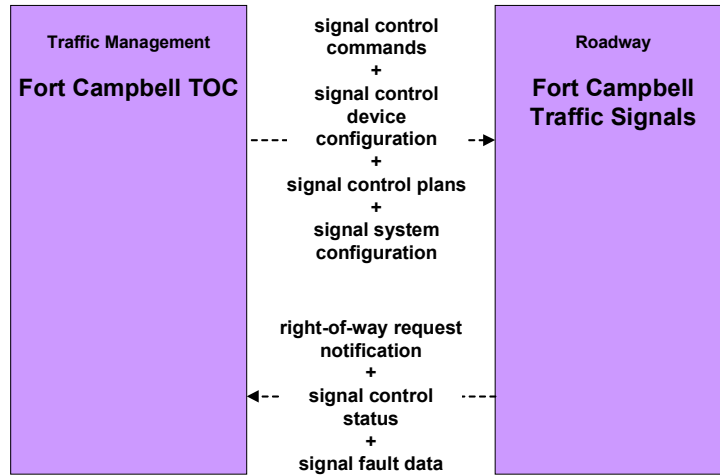 Traffic Management
Fort Campbell TOC
signal control
commands
+
signal control
device
configuration
+
signal control plans
+
signal system
configuration
Roadway
Fort Campbell
Traffic Signals
right-of-way request
notification
+
signal control
status
+
signal fault data